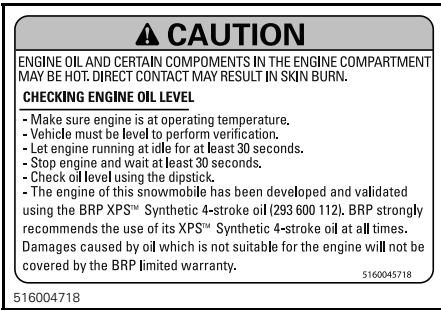 CAUTION
ENGINE OIL AND CERTAIN COMPOMENTS IN THE ENGINE COMPARTMENT
MAY BE HOT. DIRECT CONTACT MAY RESULT IN SKIN BURN.
CHECKING ENGINE OIL LEVEL
- Make sure engine is at operating temperature.
- Vehicle must be level to perform verification.
- Let engine running at idle for at least 30 seconds.
- Stop engine and wait at least 30 seconds.
- Check oil level using the dipstick.
- The engine of this snowmobile has been developed and validated
using the BRP XPS™ Synthetic 4-stroke oil (293 600 112). BRP strongly
recommends the use of its XPS™ Synthetic 4-stroke oil at all times.
Damages caused by oil which is not suitable for the engine will not be
covered by the BRP limited warranty.
5160045718
516004718